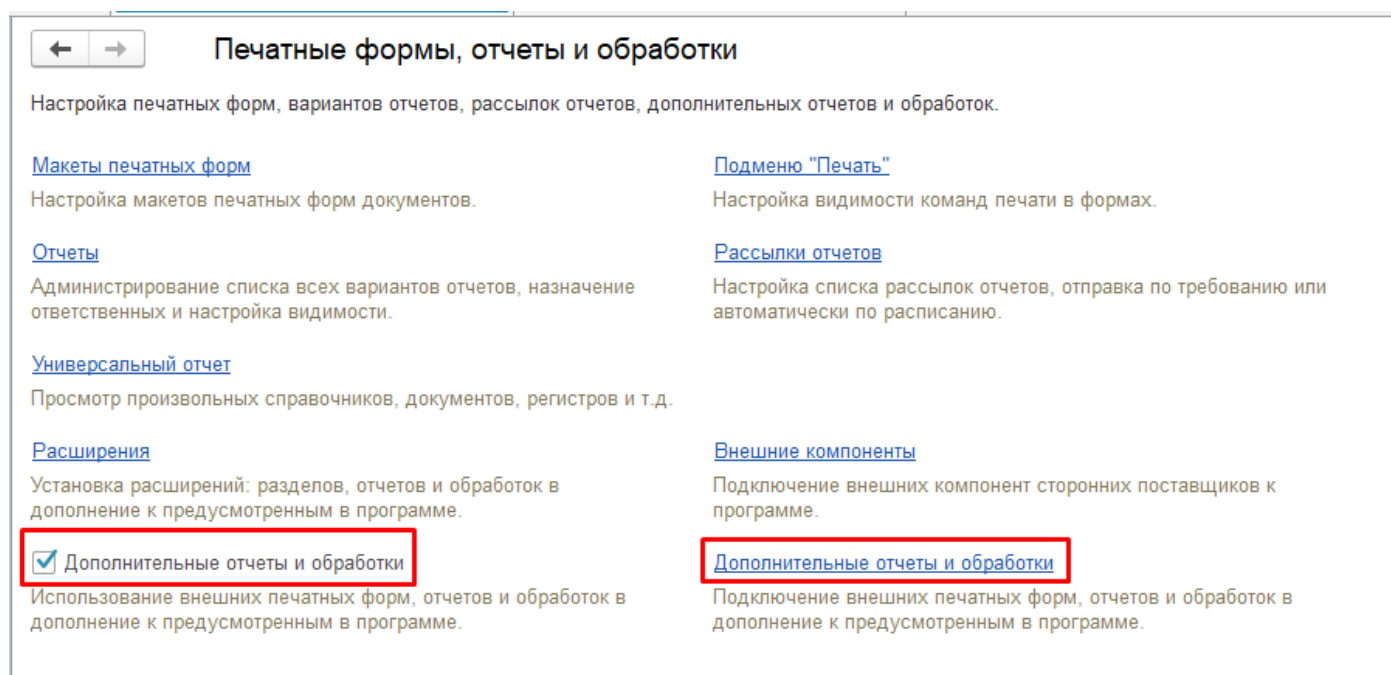 Печатные формы, отчеты и обработки
Настройка печатных форм, вариантов отчетов, рассылок отчетов, дополнительных отчетов и обработок.
Макеты печатных форм
Настройка макетов печатных форм документов.
Подменю "Печать"
Настройка видимости команд печати в формах.
Отчеты
Администрирование списка всех вариантов отчетов, назначение
ответственных и настройка видимости.
Рассылки отчетов
Настройка списка рассылок отчетов, отправка по требованию или
автоматически по расписанию.
Универсальный отчет
Просмотр произвольных справочников, документов, регистров и т.д.
Расширения
Установка расширений: разделов, отчетов и обработок в
дополнение к предусмотренным в программе.
Внешние компоненты
Подключение внешних компонент сторонних поставщиков к
программе.
Дополнительные отчеты и обработки
Использование внешних печатных форм, отчетов и обработок в
дополнение к предусмотренным в программе.
Дополнительные отчеты и обработки
Подключение внешних печатных форм, отчетов и обработок в
дополнение к предусмотренным в программе.